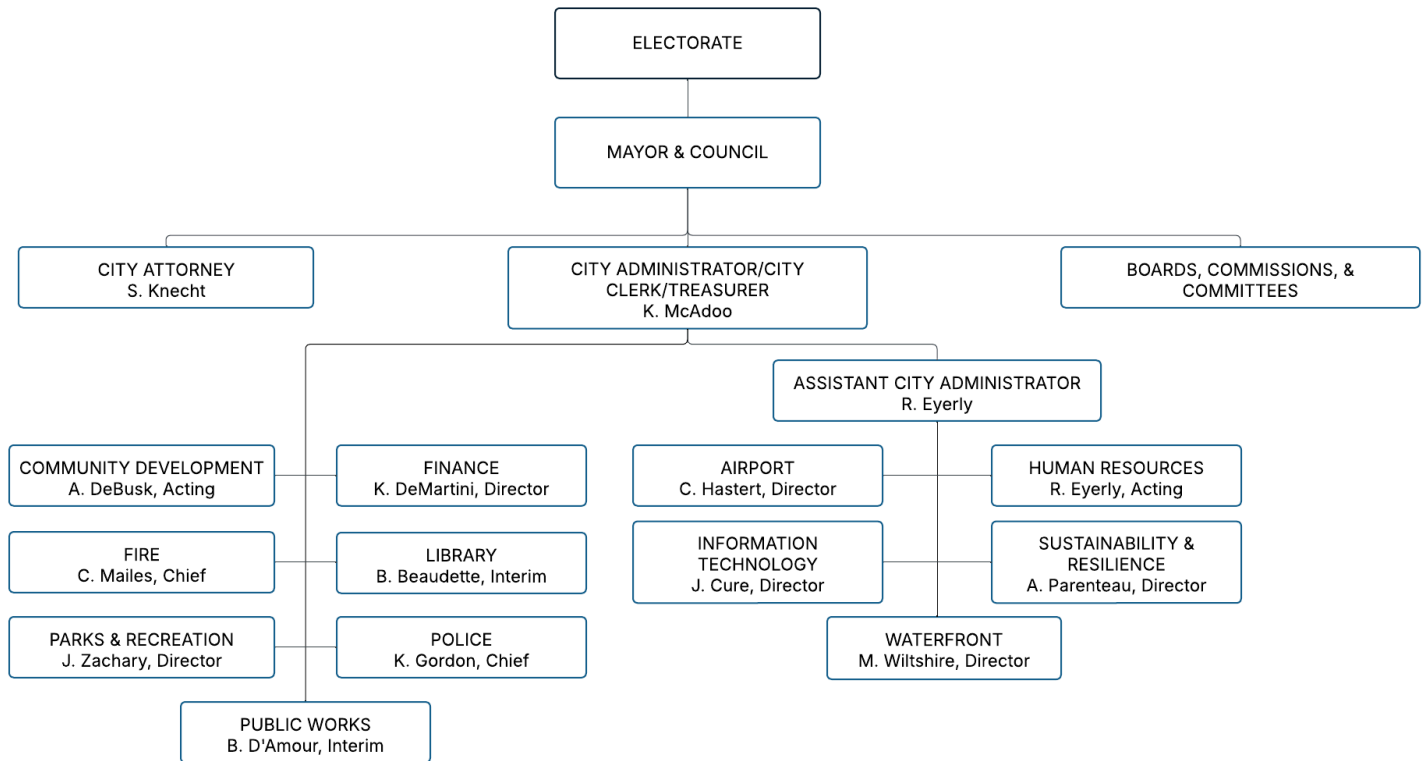 ELECTORATE
MAYOR & COUNCIL
CITY ATTORNEY
S. Knecht
CITY ADMINISTRATOR/CITY
CLERK/TREASURER
K. McAdoo
BOARDS, COMMISSIONS, &
COMMITTEES
ASSISTANT CITY ADMINISTRATOR
R. Eyerly
COMMUNITY DEVELOPMENT
A. DeBusk, Acting
FINANCE
K. DeMartini, Director
AIRPORT
C. Hastert, Director
HUMAN RESOURCES
R. Eyerly, Acting
FIRE
C. Mailes, Chief
LIBRARY
B. Beaudette, Interim
INFORMATION
TECHNOLOGY
J. Cure, Director
SUSTAINABILITY &
RESILIENCE
A. Parenteau, Director
PARKS & RECREATION
J. Zachary, Director
POLICE
K. Gordon, Chief
WATERFRONT
M. Wiltshire, Director
PUBLIC WORKS
B. D'Amour, Interim